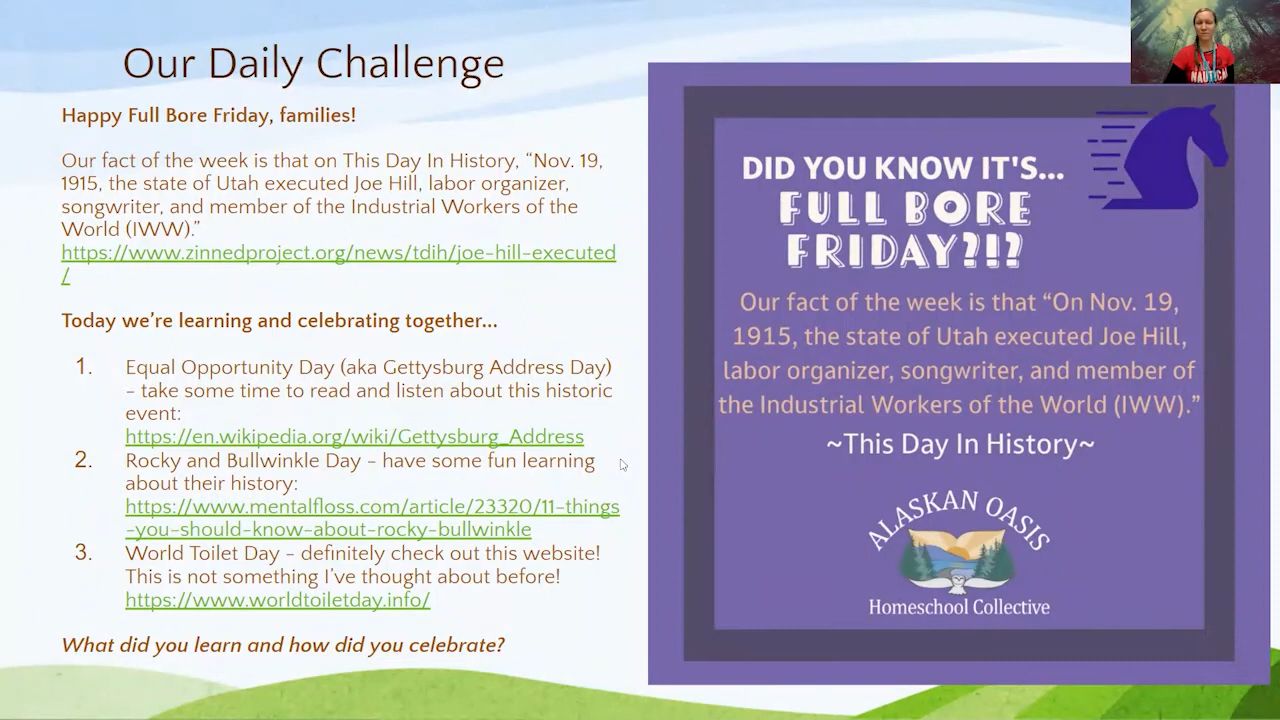 Our Daily Challenge
Happy Full Bore Friday, families!
Our fact of the week is that on This Day In History, “Nov. 19,
1915, the state of Utah executed Joe Hill, labor organizer,
songwriter, and member of the Industrial Workers of the
World (IWW).”
https://www.zinnedproject.org/news/tdih/joe-hill-executed
/
Today we’re learning and celebrating together...
1. Equal Opportunity Day (aka Gettysburg Address Day)
– take some time to read and listen about this historic
event:
https://en.wikipedia.org/wiki/Gettysburg_Address
2. Rocky and Bullwinkle Day – have some fun learning
about their history:
https://www.mentalfloss.com/article/23320/11-things
-you-should-know-about-rocky-bullwinkle
3. World Toilet Day – definitely check out this website!
This is not something I’ve thought about before!
https://www.worldtoiletday.info/
What did you learn and how did you celebrate?
DID YOU KNOW IT'S...
FULL BORE
FRIDAY?!?
Our fact of the week is that “On Nov. 19,
1915, the state of Utah executed Joe Hill,
labor organizer, songwriter, and member of
the Industrial Workers of the World (IWW).”
~This Day In History~
ALASKAN OASIS
Homeschool Collective